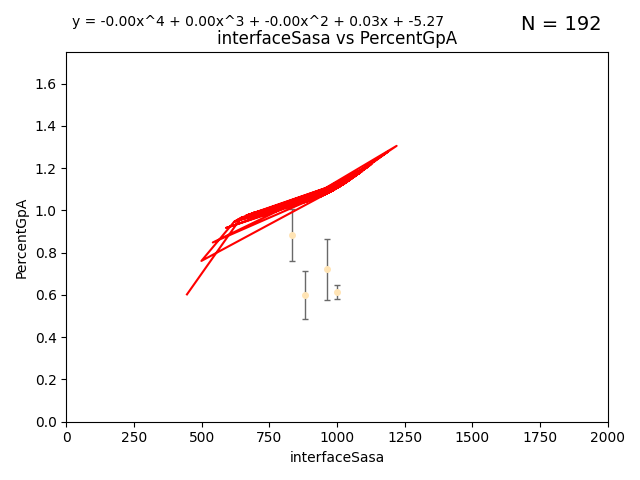 y = -0.00x^4 + 0.00x^3 + -0.00x^2 + 0.03x + -5.27
N = 192
interfaceSasa vs PercentGpA
PercentGpA
1.6
1.4
1.2
1.0
0.8
0.6
0.4
0.2
0.0
0 250 500 750 1000 1250 1500 1750 2000
interfaceSasa